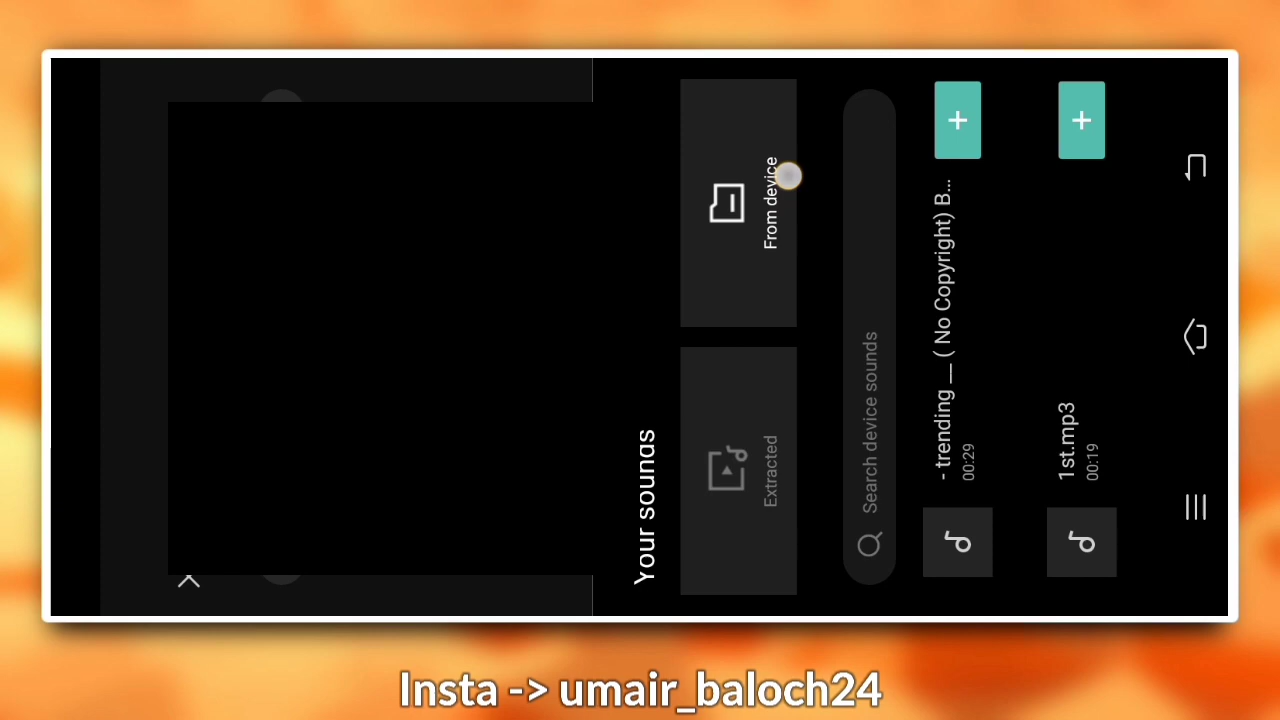 Your sounds
Extracted
From device
Search device sounds
- trending __ ( No Copyright) B...
00:29
1st.mp3
00:19
Insta -> umair_baloch24